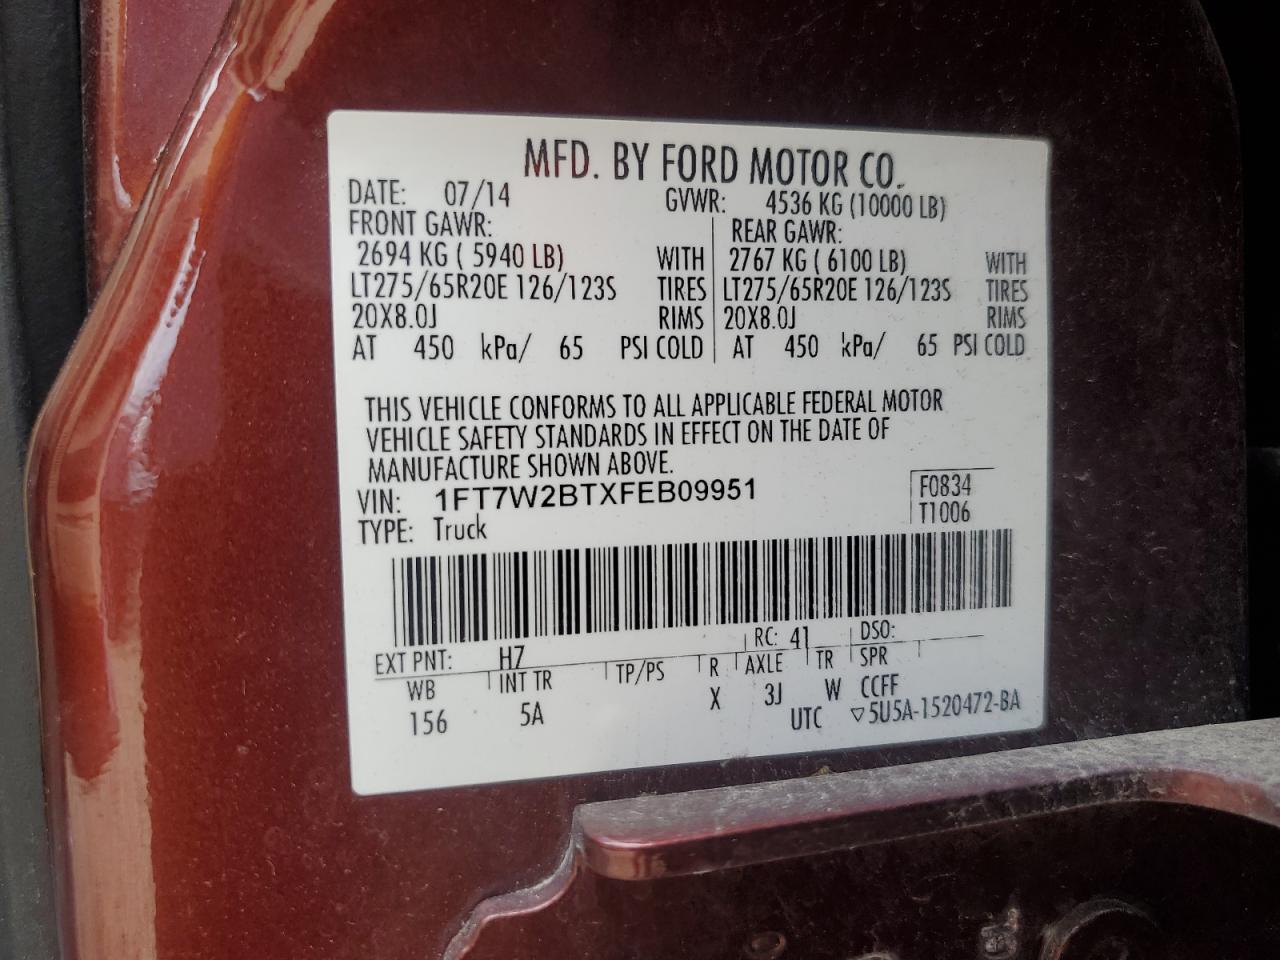 MFD. BY FORD MOTOR CO.
DATE: 07/14 GVWR: 4536 KG (10000 LB)
FRONT GAWR: REAR GAWR:
2694 KG ( 5940 LB) WITH 2767 KG ( 6100 LB) WITH
LT275/65R20E 126/123S TIRES LT275/65R20E 126/123S TIRES
20X8.0J RIMS 20X8.0J RIMS
AT 450 kPa/ 65 PSI COLD AT 450 kPa/ 65 PSI COLD
THIS VEHICLE CONFORMS TO ALL APPLICABLE FEDERAL MOTOR
VEHICLE SAFETY STANDARDS IN EFFECT ON THE DATE OF
MANUFACTURE SHOWN ABOVE.
VIN: 1FT7W2BTXFEB09951 F0834
TYPE: Truck T1006
EXT PNT: H7 RC: 41 DSO:
WB INT TR TP/PS R AXLE TR SPR
156 5A X 3J W CCFF
UTC ▽5U5A-1520472-BA